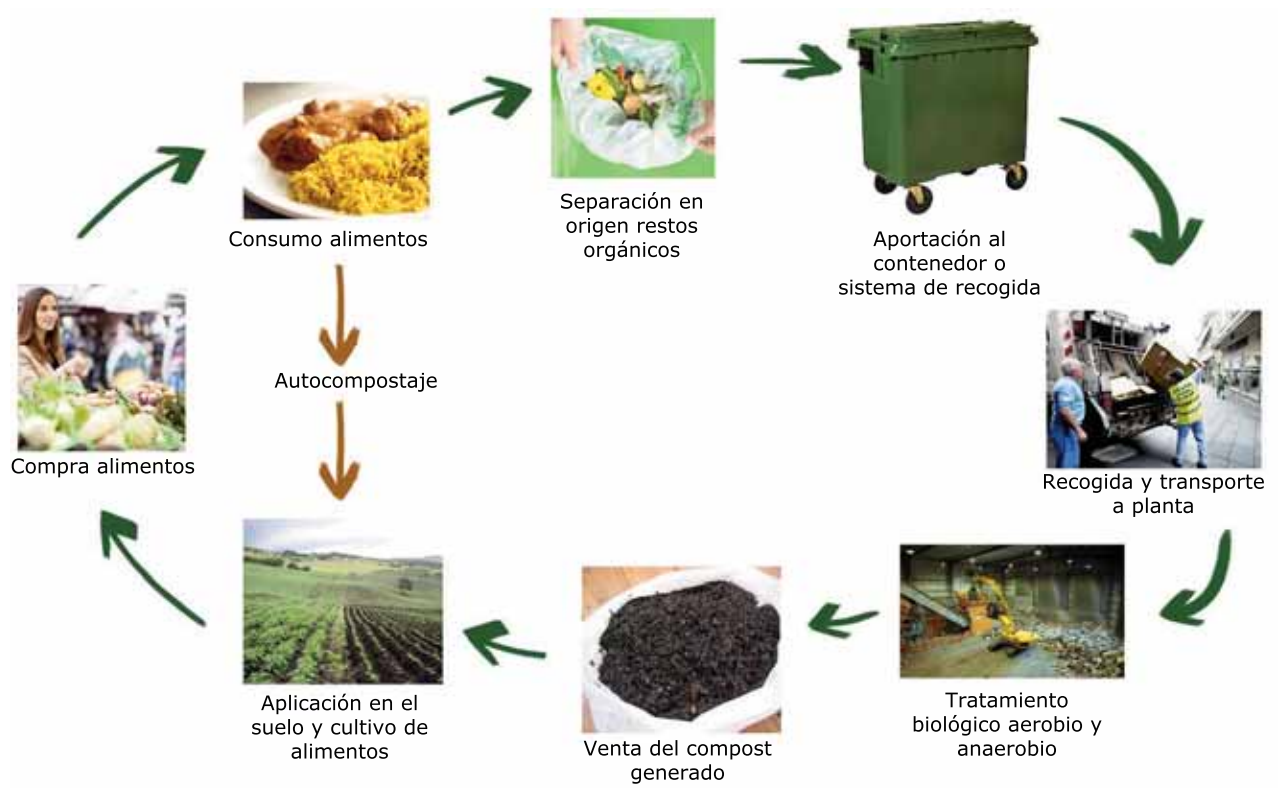 Separación en
origen restos
orgánicos
Consumo alimentos
Aportación al
contenedor o
sistema de recogida
Autocompostaje
Compra alimentos
Recogida y transporte
a planta
Aplicación en el
suelo y cultivo de
alimentos
Venta del compost
generado
Tratamiento
biológico aerobio y
anaerobio